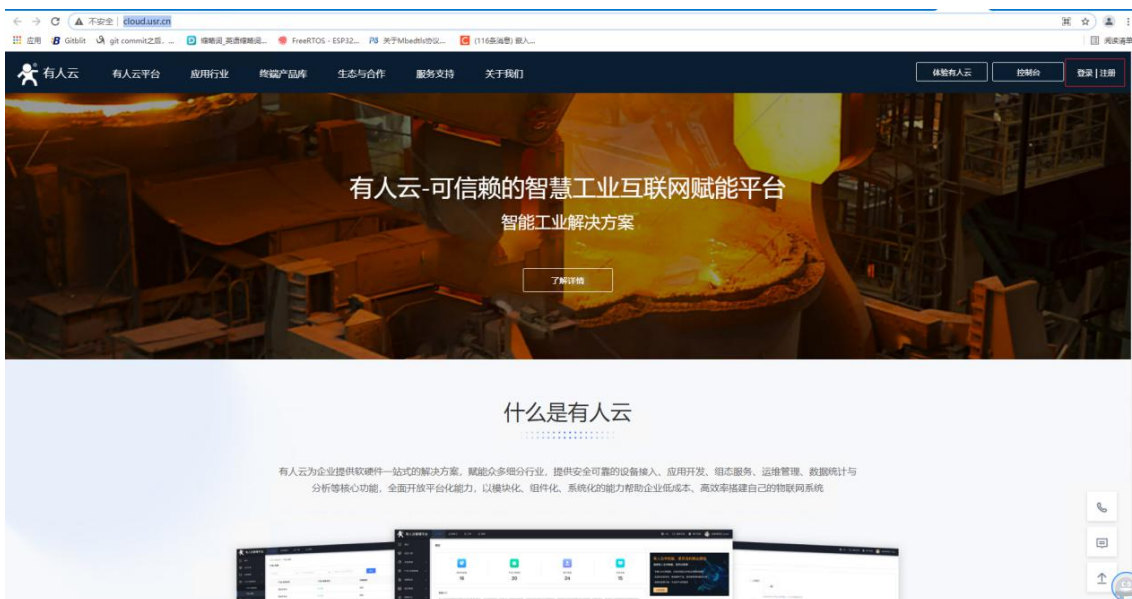 不安全 | cloud.usr.cn
应用 Gitblit git commit之后. ... 缩略词_英语缩略词... FreeRTOS - ESP32... 关于Mbedtls协议... (116条消息) 嵌入... 阅读清单
有人云 有人云平台 应用行业 终端产品库 生态与合作 服务支持 关于我们 体验有人云 控制台 登录 | 注册
有人云-可信赖的智慧工业互联网赋能平台
智能工业解决方案
了解详情
什么是有人云
有人云为企业提供软硬件一站式的解决方案，赋能众多细分行业，提供安全可靠的设备接入、应用开发、组态服务、运维管理、数据统计与
分析等核心功能，全面开放平台化能力，以模块化、组件化、系统化的能力帮助企业低成本、高效率搭建自己的物联网系统